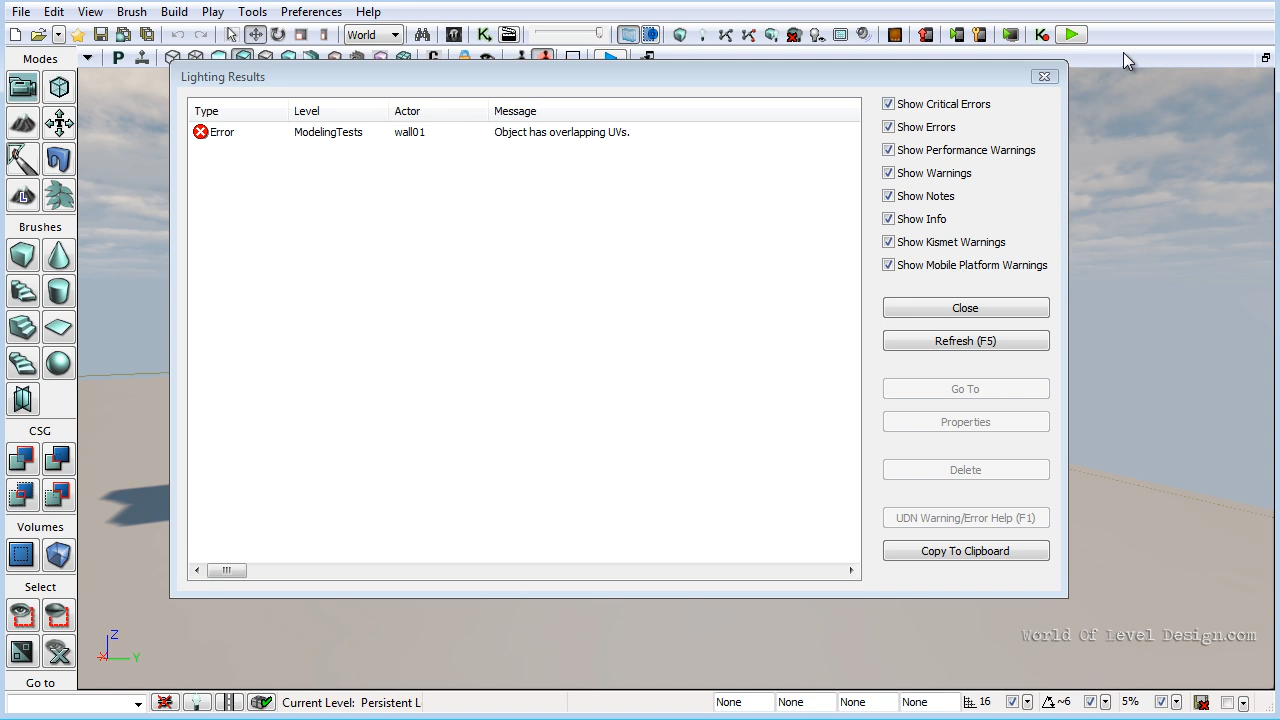 File Edit View Brush Build Play Tools Preferences Help
World
Modes
Lighting Results
Type Level Actor Message
Error ModelingTests wall01 Object has overlapping UVs.
Show Critical Errors
Show Errors
Show Performance Warnings
Show Warnings
Show Notes
Show Info
Show Kismet Warnings
Show Mobile Platform Warnings
Close
Refresh (F5)
Go To
Properties
Delete
UDN Warning/Error Help (F1)
Copy To Clipboard
Brushes
CSG
Volumes
Select
Go to
Z
Y
World Of Level Design.com
Current Level: Persistent L
None None None None 16 ~6 5%